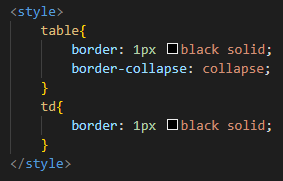 <style>
table{
border: 1px black solid;
border-collapse: collapse;
}
td{
border: 1px black solid;
}
</style>